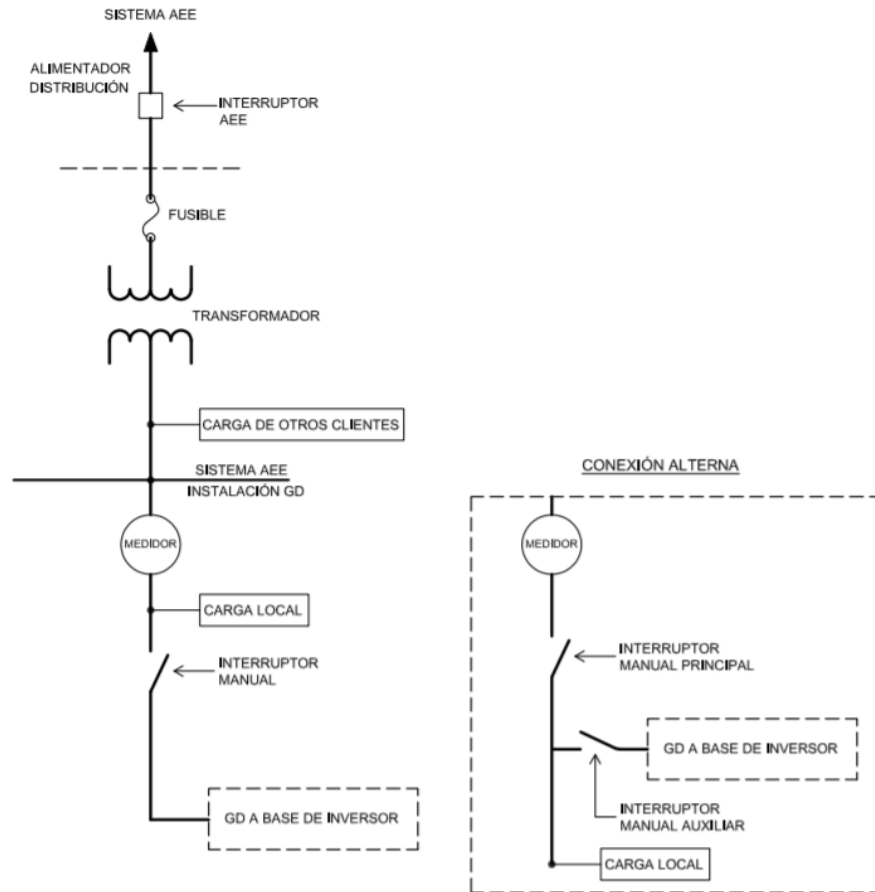 SISTEMA AEE
ALIMENTADOR
DISTRIBUCIÓN
INTERRUPTOR
AEE
FUSIBLE
TRANSFORMADOR
CARGA DE OTROS CLIENTES
SISTEMA AEE
INSTALACIÓN GD
MEDIDOR
CARGA LOCAL
INTERRUPTOR
MANUAL
GD A BASE DE INVERSOR
CONEXIÓN ALTERNA
MEDIDOR
INTERRUPTOR
MANUAL PRINCIPAL
GD A BASE DE INVERSOR
INTERRUPTOR
MANUAL AUXILIAR
CARGA LOCAL